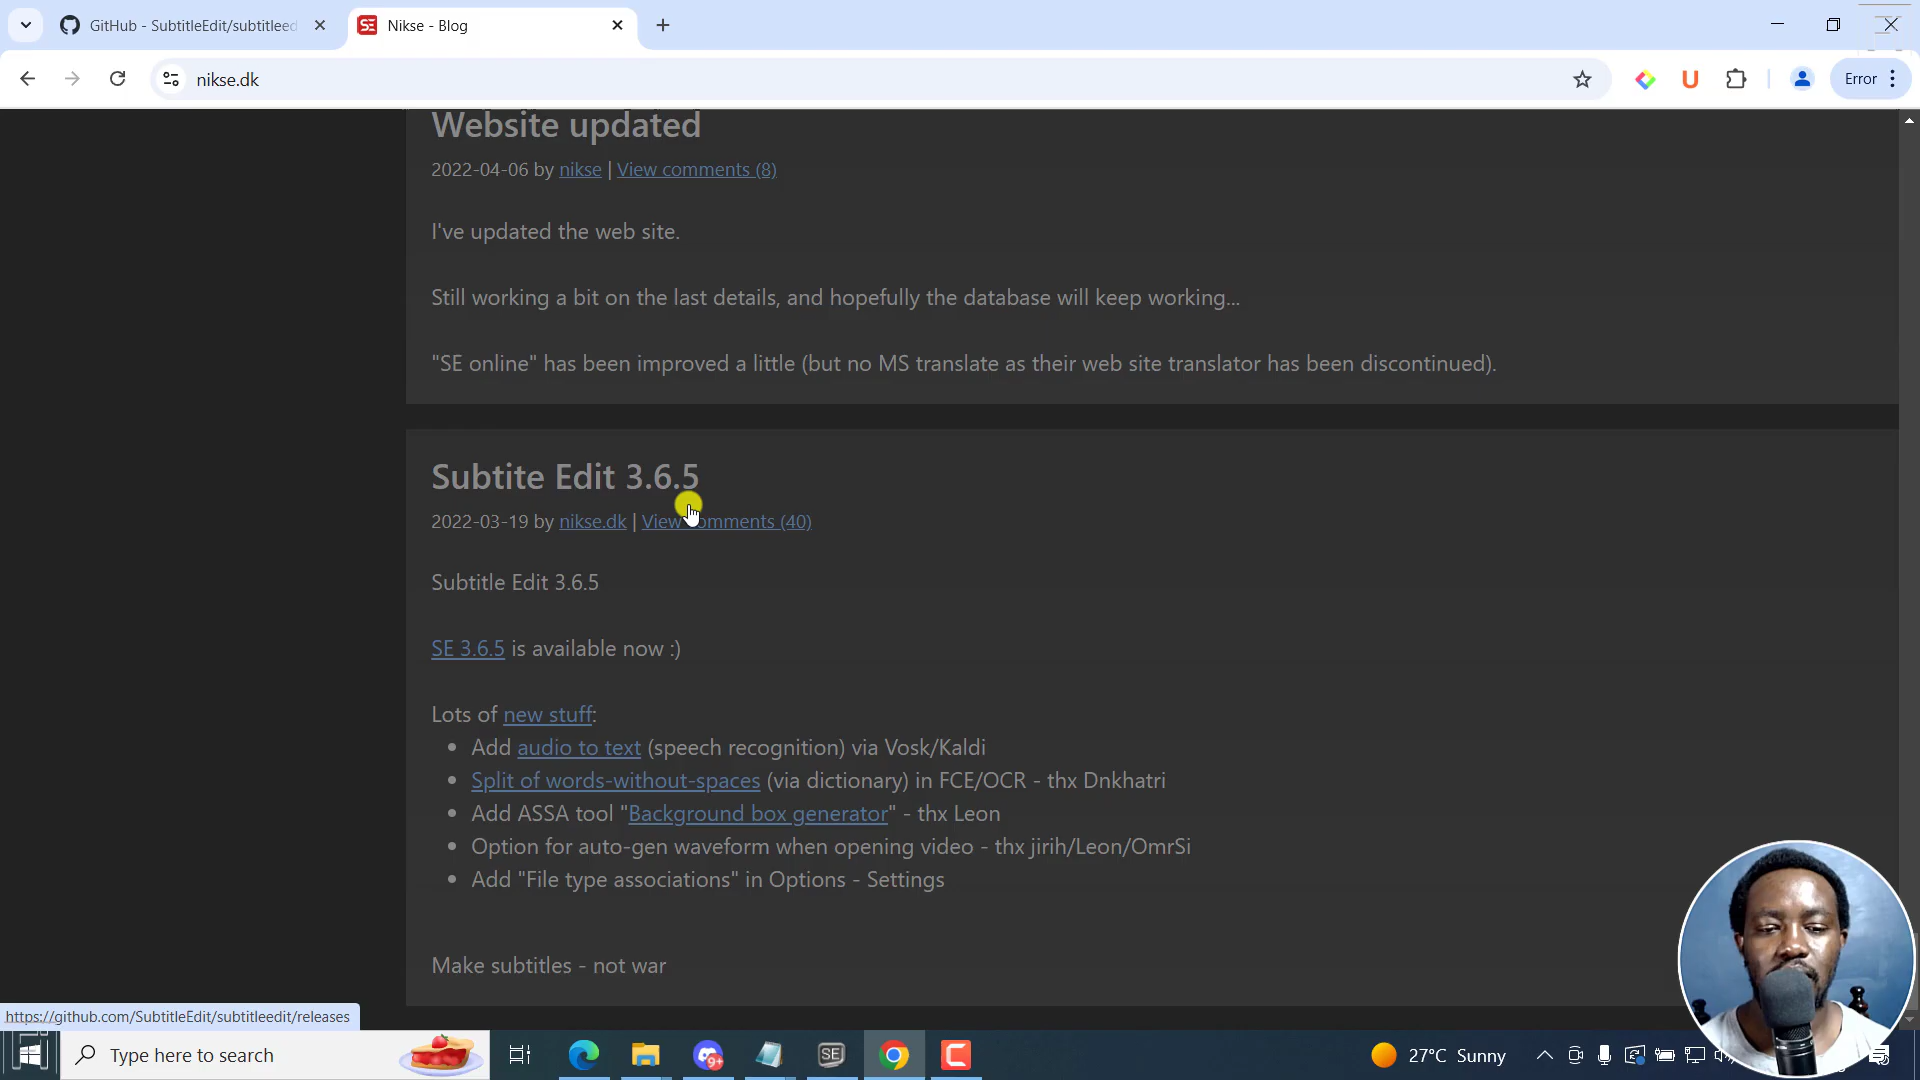 GitHub - SubtitleEdit/subtitleed
SE Nikse - Blog
nikse.dk
U
Error
Website updated
2022-04-06 by nikse | View comments (8)
I've updated the web site.
Still working a bit on the last details, and hopefully the database will keep working...
"SE online" has been improved a little (but no MS translate as their web site translator has been discontinued).
Subtite Edit 3.6.5
2022-03-19 by nikse.dk | View comments (40)
Subtitle Edit 3.6.5
SE 3.6.5 is available now :)
Lots of new stuff:
Add audio to text (speech recognition) via Vosk/Kaldi
Split of words-without-spaces (via dictionary) in FCE/OCR - thx Dnkhatri
Add ASSA tool "Background box generator" - thx Leon
Option for auto-gen waveform when opening video - thx jirih/Leon/OmrSi
Add "File type associations" in Options - Settings
Make subtitles - not war
https://github.com/SubtitleEdit/subtitleedit/releases
Type here to search
9+
SE
27°C Sunny